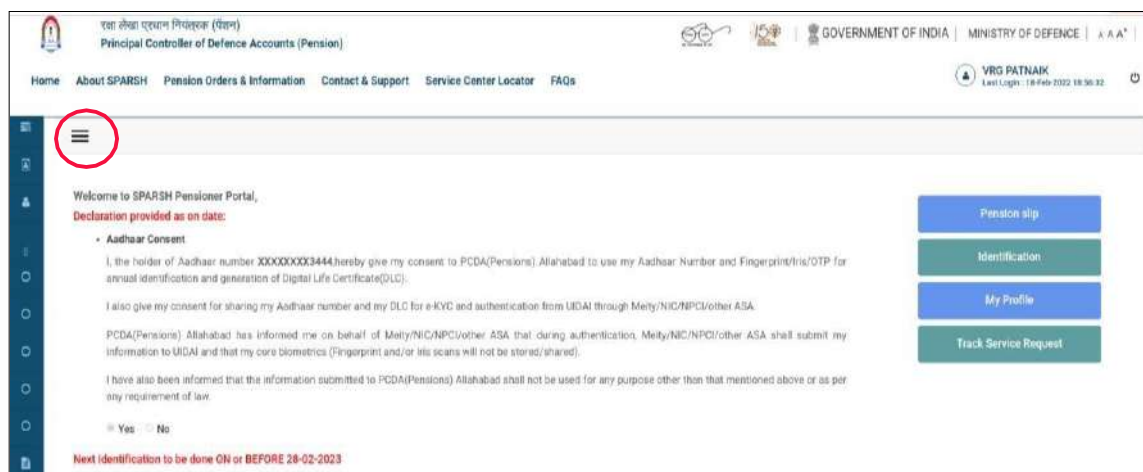 रक्षा लेखा प्रधान नियंत्रक (पेंशन)
Principal Controller of Defence Accounts (Pension)
GOVERNMENT OF INDIA | MINISTRY OF DEFENCE | A A A+ |
Home About SPARSH Pension Orders & Information Contact & Support Service Center Locator FAQs
VRG PATNAIK
Last Login : 18-Feb-2022 18:56:32
Welcome to SPARSH Pensioner Portal,
Declaration provided as on date:
• Aadhaar Consent
I, the holder of Aadhaar number XXXXXXXX3444,hereby give my consent to PCDA(Pensions) Allahabad to use my Aadhaar Number and Fingerprint/Iris/OTP for
annual identification and generation of Digital Life Certificate(DLC).
I also give my consent for sharing my Aadhaar number and my DLC for e-KYC and authentication from UIDAI through Meity/NIC/NPCI/other ASA.
PCDA(Pensions) Allahabad has informed me on behalf of Meity/NIC/NPCI/other ASA that during authentication, Meity/NIC/NPCI/other ASA shall submit my
information to UIDAI and that my core biometrics (Fingerprint and/or Iris scans will not be stored/shared).
I have also been informed that the information submitted to PCDA(Pensions) Allahabad shall not be used for any purpose other than that mentioned above or as per
any requirement of law.
Yes No
Next Identification to be done ON or BEFORE 28-02-2023
Pension slip
Identification
My Profile
Track Service Request